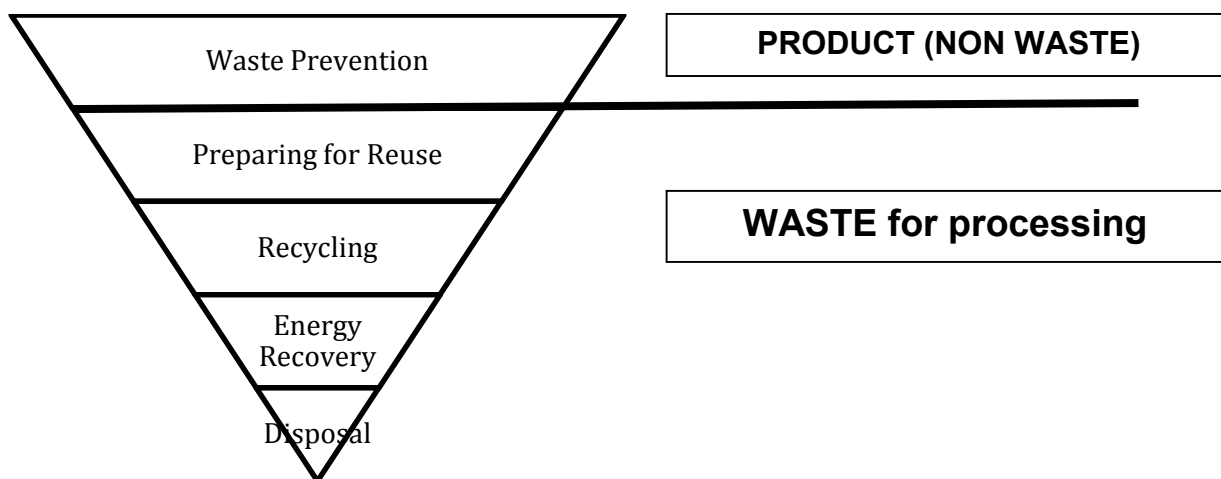 Waste Prevention
PRODUCT (NON WASTE)
Preparing for Reuse
WASTE for processing
Recycling
Energy
Recovery
Disposal